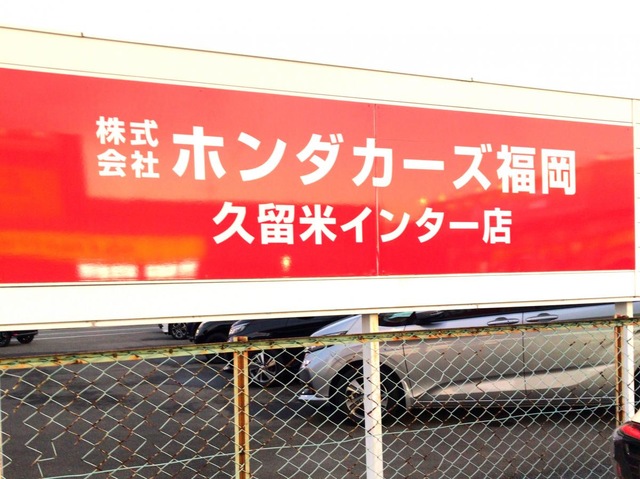 株式会社 ホンダカーズ福岡
久留米インター店